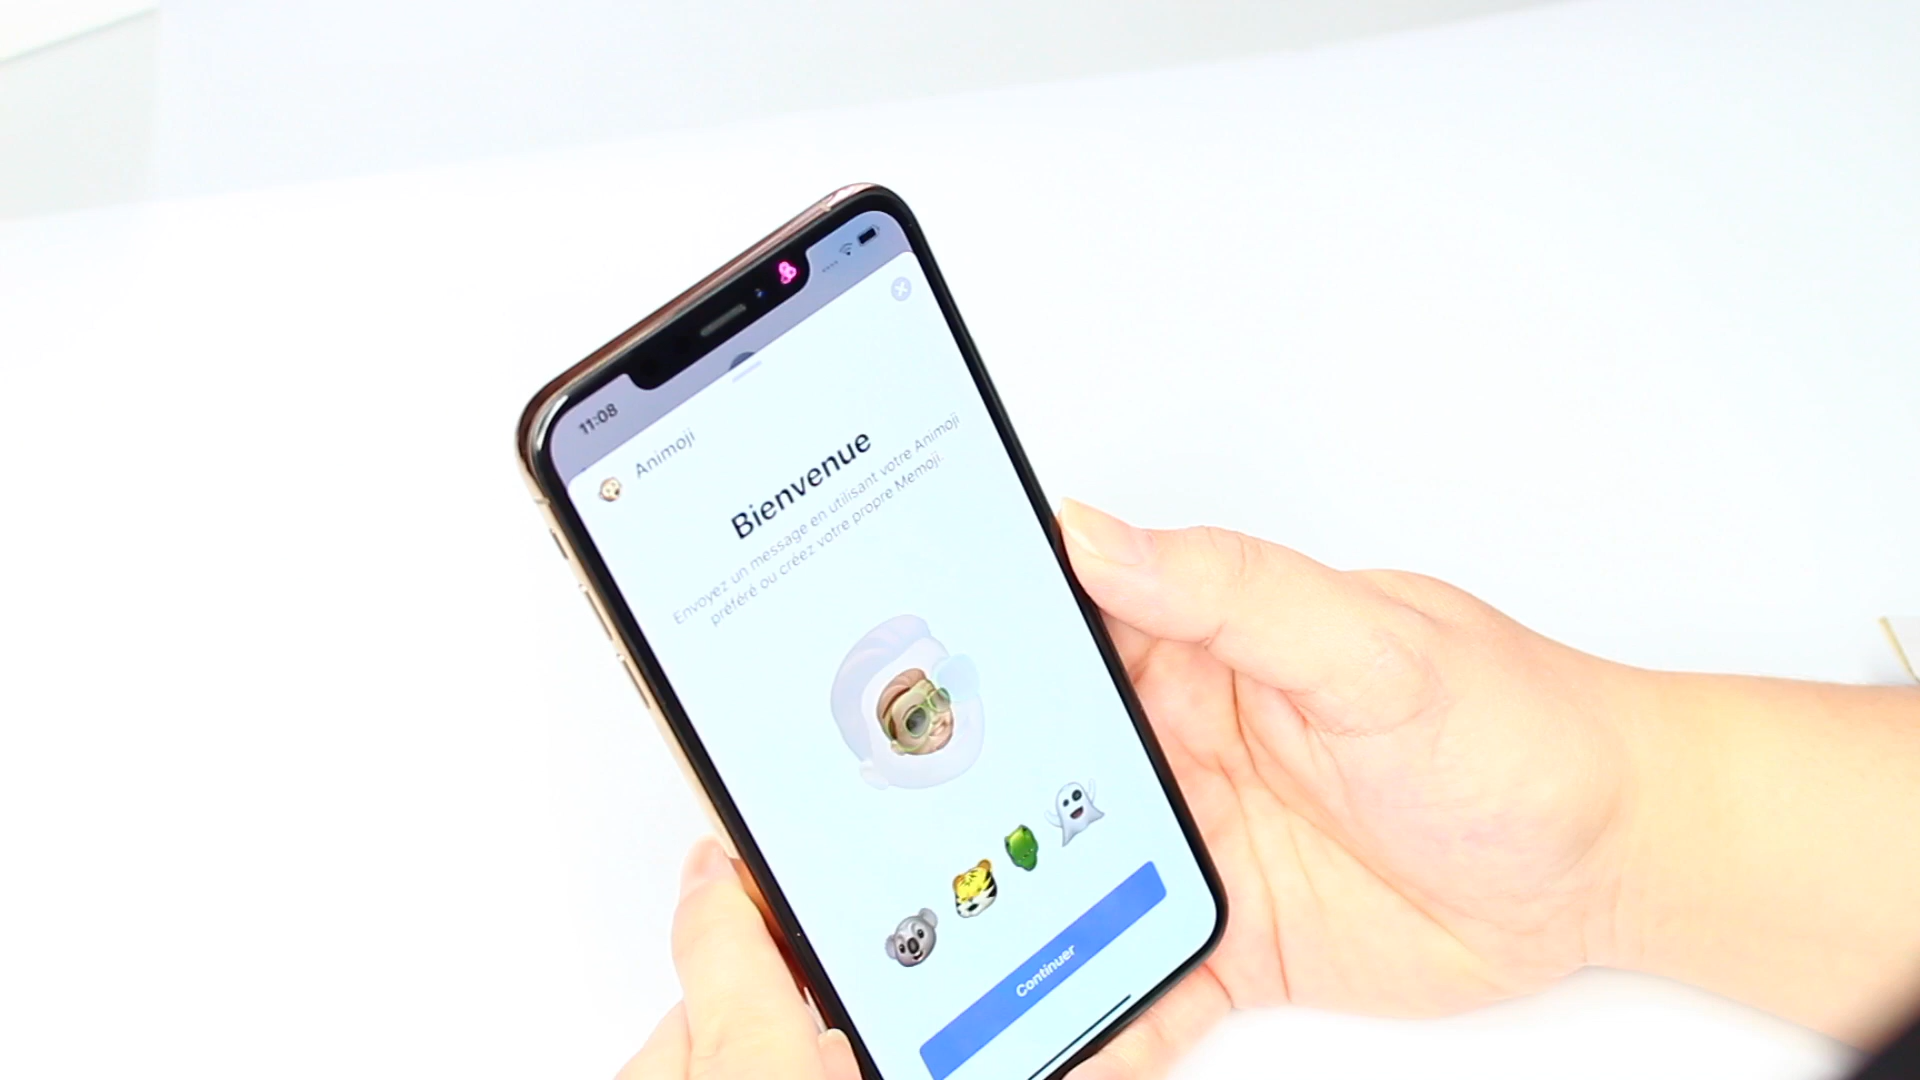 11:08
Animoji
Bienvenue
Envoyez un message en utilisant votre Animoji
préféré ou créez votre propre Memoji.
Continuer